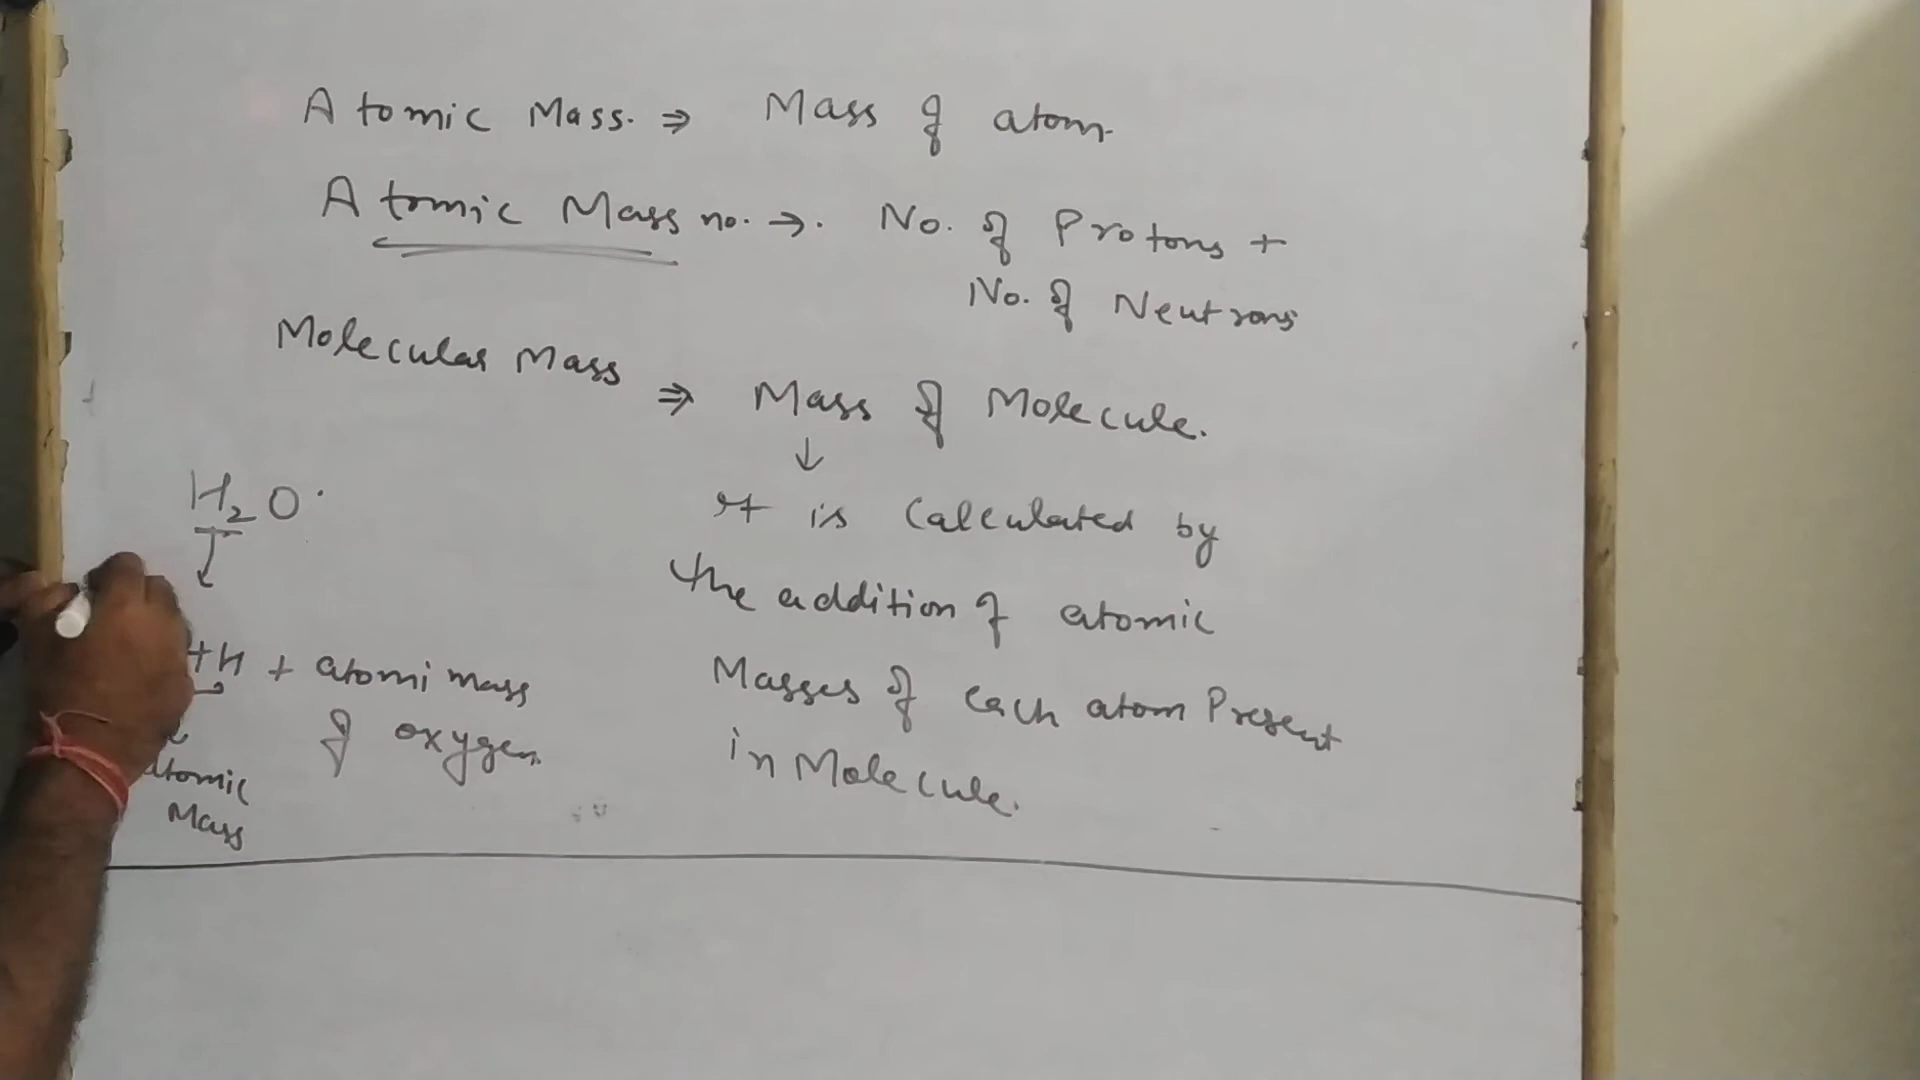 Atomic Mass. ⇒ Mass of atom
Atomic Mass no. →. No. of Protons +
No. of Neutrons
Molecular Mass ⇒ Mass of Molecule.
↓
It is Calculated by
the addition of atomic
Masses of each atom Present
in Molecule.
H₂O
↓
+H + atomi mass
of oxygen
atomic
Mass